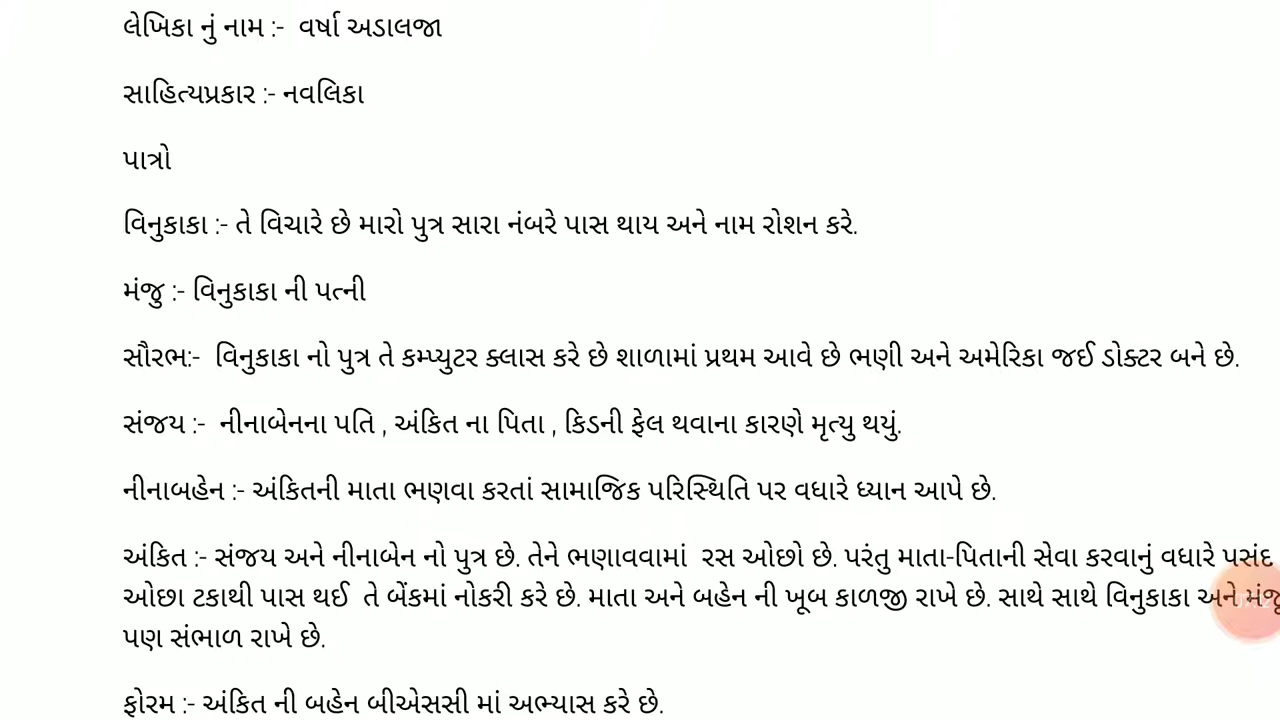 લેખિકા નું નામ :- વર્ષા અડાલજા
સાહિત્યપ્રકાર :- નવલિકા
પાત્રો
વિનુકાકા :- તે વિચારે છે મારો પુત્ર સારા નંબરે પાસ થાય અને નામ રોશન કરે.
મંજુ :- વિનુકાકા ની પત્ની
સૌરભ:- વિનુકાકા નો પુત્ર તે કમ્પ્યુટર ક્લાસ કરે છે શાળામાં પ્રથમ આવે છે ભણી અને અમેરિકા જઈ ડોક્ટર બને છે.
સંજય :- નીનાબેનના પતિ , અંકિત ના પિતા , કિડની ફેલ થવાના કારણે મૃત્યુ થયું.
નીનાબહેન :- અંકિતની માતા ભણવા કરતાં સામાજિક પરિસ્થિતિ પર વધારે ધ્યાન આપે છે.
અંકિત :- સંજય અને નીનાબેન નો પુત્ર છે. તેને ભણાવવામાં રસ ઓછો છે. પરંતુ માતા-પિતાની સેવા કરવાનું વધારે પસંદ
ઓછા ટકાથી પાસ થઈ તે બેંકમાં નોકરી કરે છે. માતા અને બહેન ની ખૂબ કાળજી રાખે છે. સાથે સાથે વિનુકાકા અને મંજુ
પણ સંભાળ રાખે છે.
ફોરમ :- અંકિત ની બહેન બીએસસી માં અભ્યાસ કરે છે.